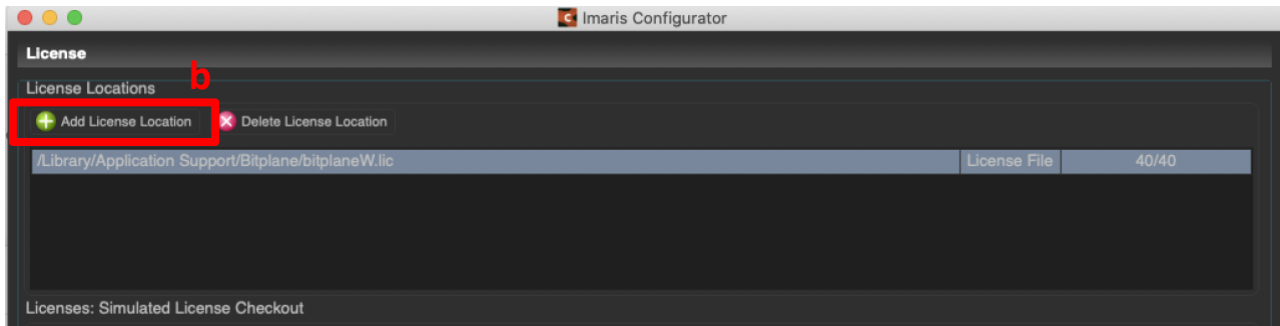 Imaris Configurator
License
b
License Locations
Add License Location Delete License Location
/Library/Application Support/Bitplane/bitplaneW.lic License File 40/40
Licenses: Simulated License Checkout